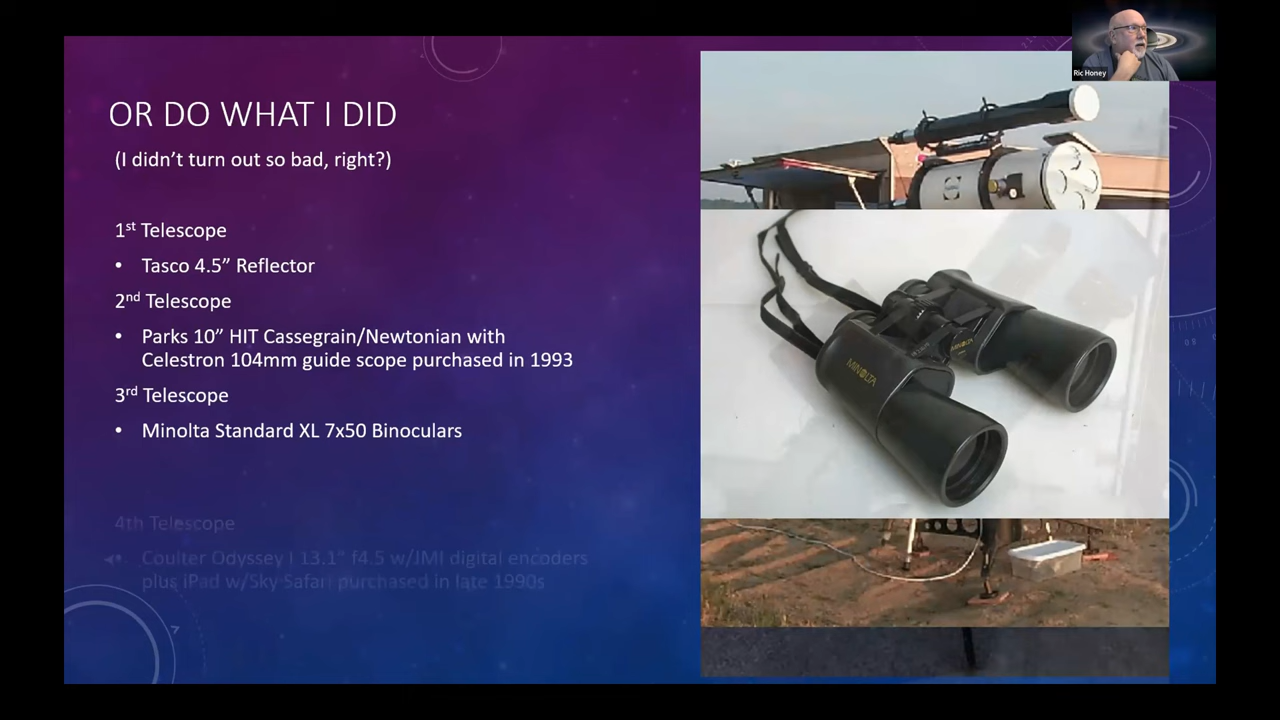 Ric Honey
OR DO WHAT I DID
(I didn't turn out so bad, right?)
1st Telescope
• Tasco 4.5” Reflector
2nd Telescope
• Parks 10” HIT Cassegrain/Newtonian with
Celestron 104mm guide scope purchased in 1993
3rd Telescope
• Minolta Standard XL 7x50 Binoculars
4th Telescope
• Coulter Odyssey I 13.1” f4.5 w/JMI digital encoders
plus iPad w/Sky Safari purchased in late 1990s
MINOLTA